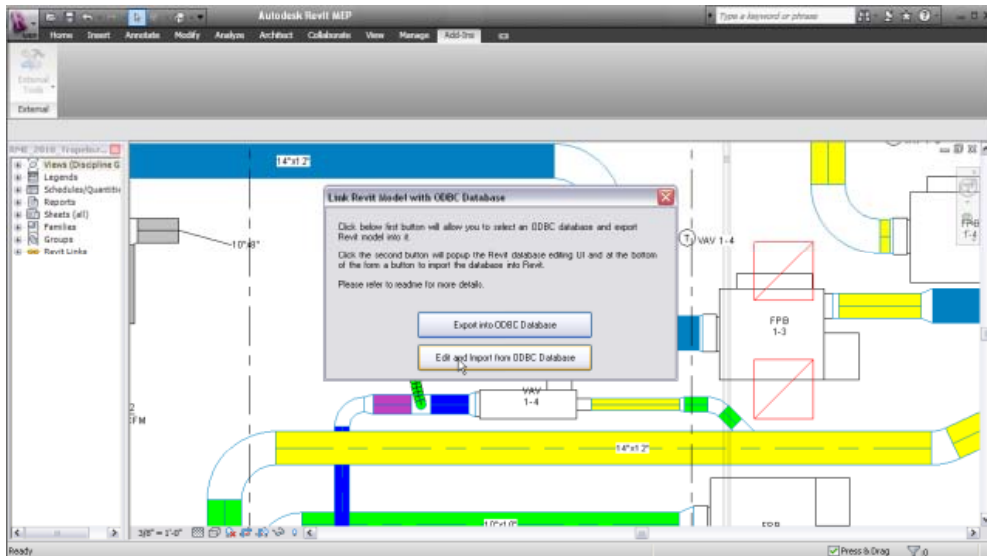 Autodesk Revit MEP
Type a keyword or phrase
Home Insert Annotate Modify Analyze Architect Collaborate View Manage Add-Ins
External
Tools
External
Views (Discipline G
Legends
Schedules/Quantitie
Reports
Sheets (all)
Families
Groups
Revit Links
14"x12"
Link Revit Model with ODBC Database
Click below first button will allow you to select an ODBC database and export
Revit model into it.
Click the second button will popup the Revit database editing UI and at the bottom
of the form a button to import the database into Revit.
Please refer to readme for more details.
Export into ODBC Database
Edit and Import from ODBC Database
T VAV 1-4
FPB
1-3
VAV
1-4
14"x12"
3/8" = 1'-0"
Ready
Press & Drag
:0